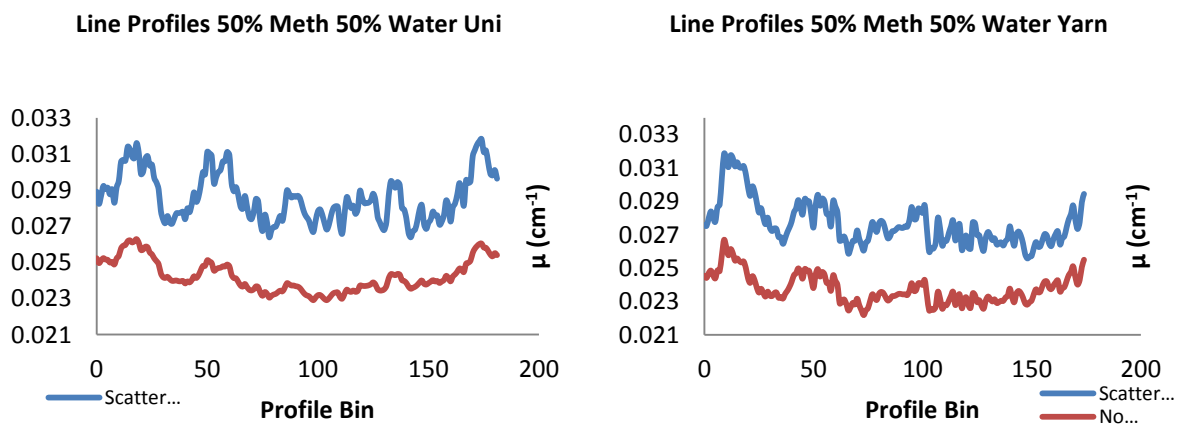 Line Profiles 50% Meth 50% Water Uni
0.033
0.031
0.029
0.027
0.025
0.023
0.021
0 50 100 150 200
Profile Bin
µ (cm⁻¹)
Scatter...
Line Profiles 50% Meth 50% Water Yarn
0.033
0.031
0.029
0.027
0.025
0.023
0.021
0 50 100 150 200
Profile Bin
µ (cm⁻¹)
Scatter...
No...